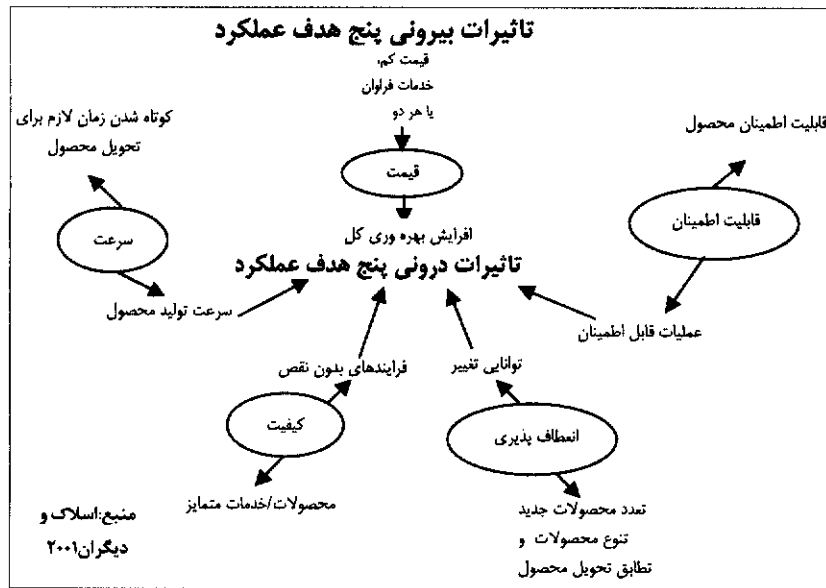 تاثیرات بیرونی پنج هدف عملکرد
قیمت کم،
خدمات فراوان
یا هر دو
کوتاه شدن زمان لازم برای
تحویل محصول
قابلیت اطمینان محصول
قیمت
سرعت
قابلیت اطمینان
افرایش بهره وری کل
تاثیرات درونی پنج هدف عملکرد
سرعت تولید محصول
عملیات قابل اطمینان
فرایندهای بدون نقص
توانایی تغییر
کیفیت
انعطاف پذیری
محصولات/خدمات متمایز
تعدد محصولات جدید
تنوع محصولات و
تطابق تحویل محصول
منبع:اسلاک و
دیگران۲۰۰۱